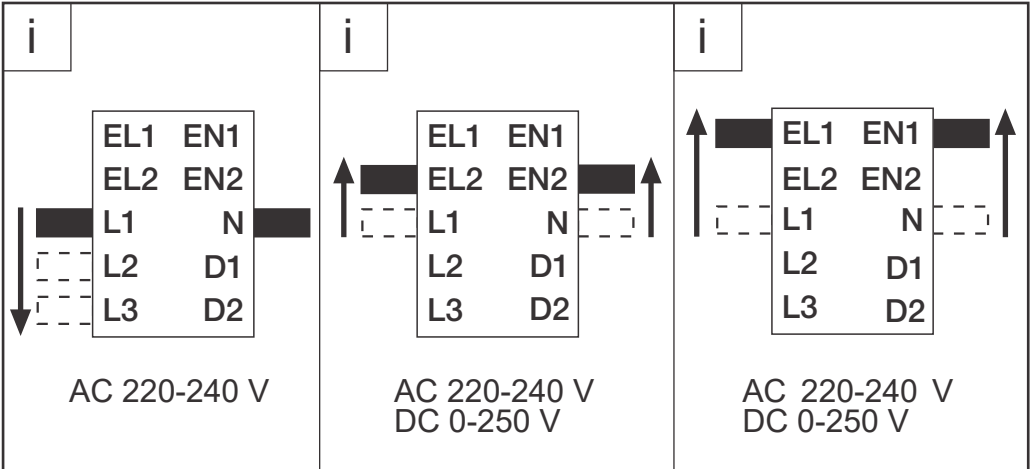 i
EL1 EN1
EL2 EN2
L1 N
L2 D1
L3 D2
AC 220-240 V
i
EL1 EN1
EL2 EN2
L1 N
L2 D1
L3 D2
AC 220-240 V
DC 0-250 V
i
EL1 EN1
EL2 EN2
L1 N
L2 D1
L3 D2
AC 220-240 V
DC 0-250 V